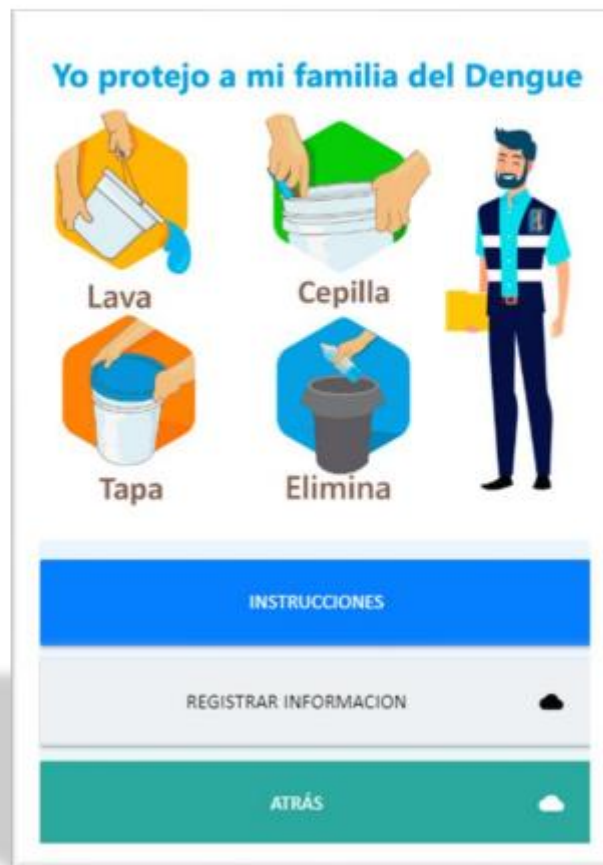 Yo protejo a mi familia del Dengue
Lava
Cepilla
Tapa
Elimina
INSTRUCCIONES
REGISTRAR INFORMACION
ATRÁS